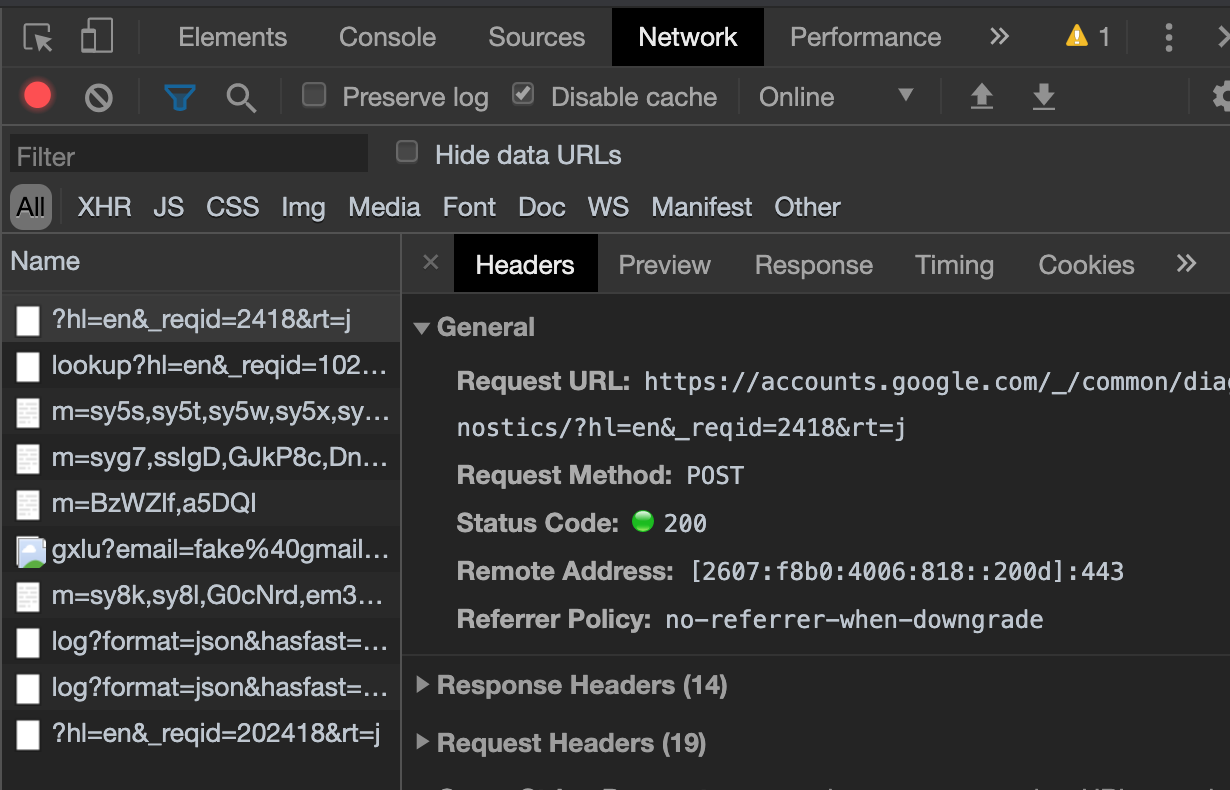 Elements Console Sources Network Performance 1
Preserve log Disable cache Online
Filter Hide data URLs
All XHR JS CSS Img Media Font Doc WS Manifest Other
Name
?hl=en&_reqid=2418&rt=j
lookup?hl=en&_reqid=102…
m=sy5s,sy5t,sy5w,sy5x,sy…
m=syg7,ssIgD,GJkP8c,Dn…
m=BzWZlf,a5DQl
gxlu?email=fake%40gmail…
m=sy8k,sy8l,G0cNrd,em3…
log?format=json&hasfast=…
log?format=json&hasfast=…
?hl=en&_reqid=202418&rt=j
Headers Preview Response Timing Cookies
General
Request URL: https://accounts.google.com/_/common/diag
nostics/?hl=en&_reqid=2418&rt=j
Request Method: POST
Status Code: 200
Remote Address: [2607:f8b0:4006:818::200d]:443
Referrer Policy: no-referrer-when-downgrade
Response Headers (14)
Request Headers (19)